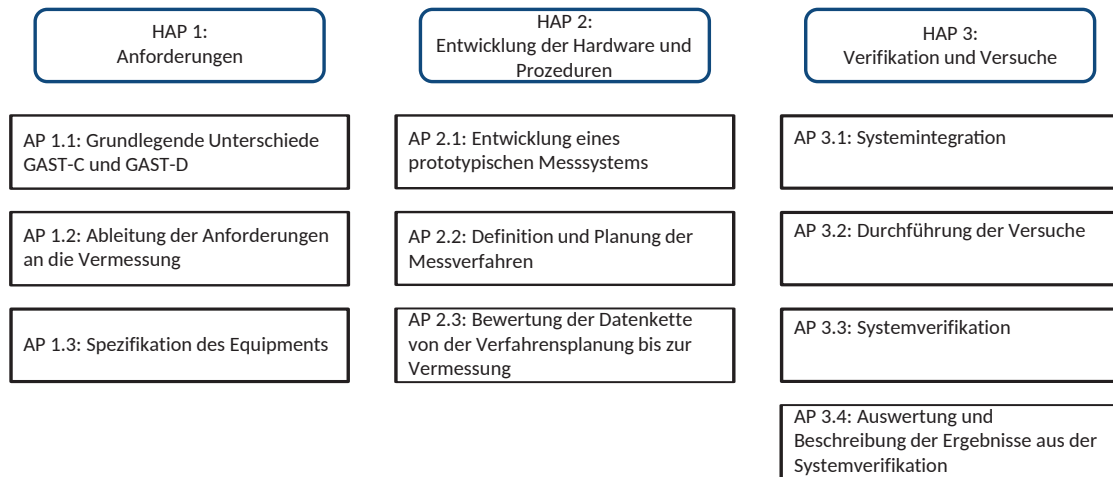 HAP 1:
Anforderungen
HAP 2:
Entwicklung der Hardware und
Prozeduren
HAP 3:
Verifikation und Versuche
AP 1.1: Grundlegende Unterschiede
GAST-C und GAST-D
AP 1.2: Ableitung der Anforderungen
an die Vermessung
AP 1.3: Spezifikation des Equipments
AP 2.1: Entwicklung eines
prototypischen Messsystems
AP 2.2: Definition und Planung der
Messverfahren
AP 2.3: Bewertung der Datenkette
von der Verfahrensplanung bis zur
Vermessung
AP 3.1: Systemintegration
AP 3.2: Durchführung der Versuche
AP 3.3: Systemverifikation
AP 3.4: Auswertung und
Beschreibung der Ergebnisse aus der
Systemverifikation